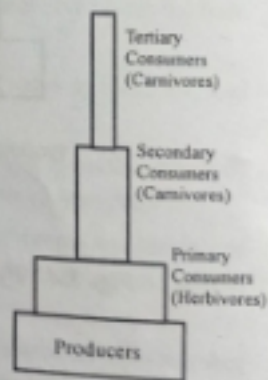 Tertiary
Consumers
(Carnivores)
Secondary
Consumers
(Carnivores)
Primary
Consumers
(Herbivores)
Producers